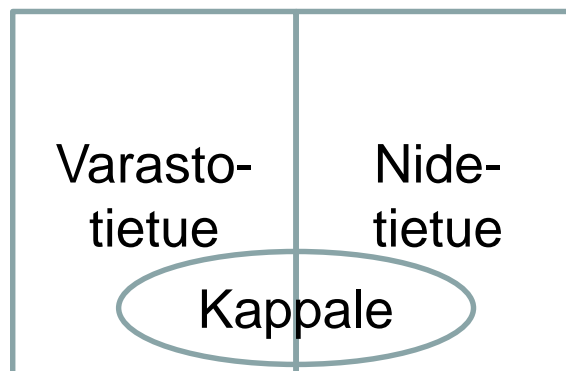 Varasto-
tietue
Nide-
tietue
Kappale